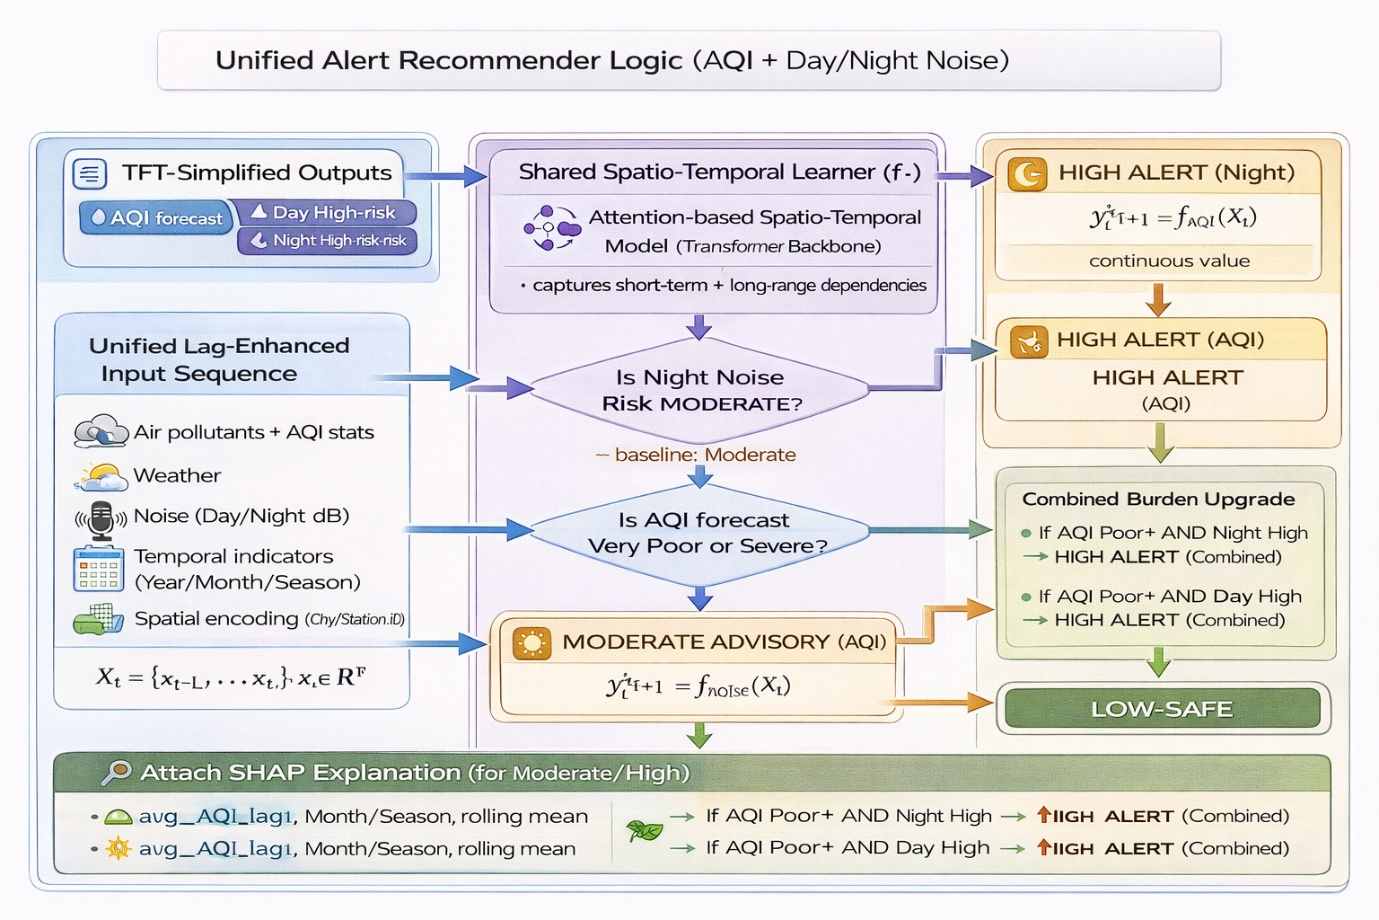 Unified Alert Recommender Logic (AQI + Day/Night Noise)
TFT-Simplified Outputs
AQI forecast
Day High-risk
Night High-risk-risk
Unified Lag-Enhanced
Input Sequence
Air pollutants + AQI stats
Weather
Noise (Day/Night dB)
Temporal indicators
(Year/Month/Season)
Spatial encoding (Chy/Station.iD)
Shared Spatio-Temporal Learner (f·)
Attention-based Spatio-Temporal
Model (Transformer Backbone)
• captures short-term + long-range dependencies
Is Night Noise
Risk MODERATE?
~ baseline: Moderate
Is AQI forecast
Very Poor or Severe?
MODERATE ADVISORY (AQI)
HIGH ALERT (Night)
continuous value
HIGH ALERT (AQI)
HIGH ALERT
(AQI)
Combined Burden Upgrade
• If AQI Poor+ AND Night High
→ HIGH ALERT (Combined)
• If AQI Poor+ AND Day High
→ HIGH ALERT (Combined)
LOW-SAFE
Attach SHAP Explanation (for Moderate/High)
• avg_AQI_lag1, Month/Season, rolling mean
• avg_AQI_lag1, Month/Season, rolling mean
→ If AQI Poor+ AND Night High → IIGH ALERT (Combined)
→ If AQI Poor+ AND Day High → IIGH ALERT (Combined)